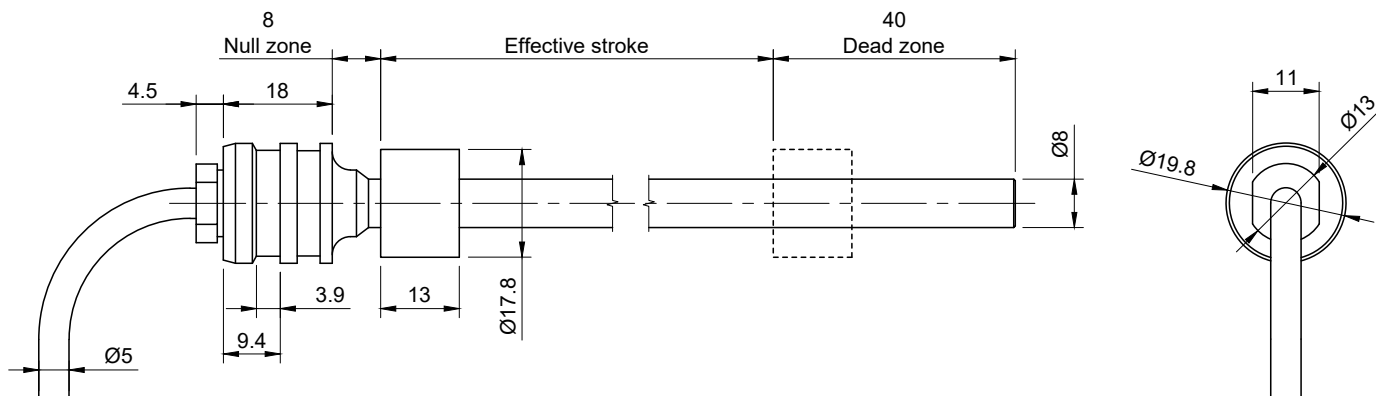 8
Null zone
Effective stroke
40
Dead zone
4.5
18
11
Ø13
Ø8
Ø19.8
3.9
13
Ø17.8
9.4
Ø5